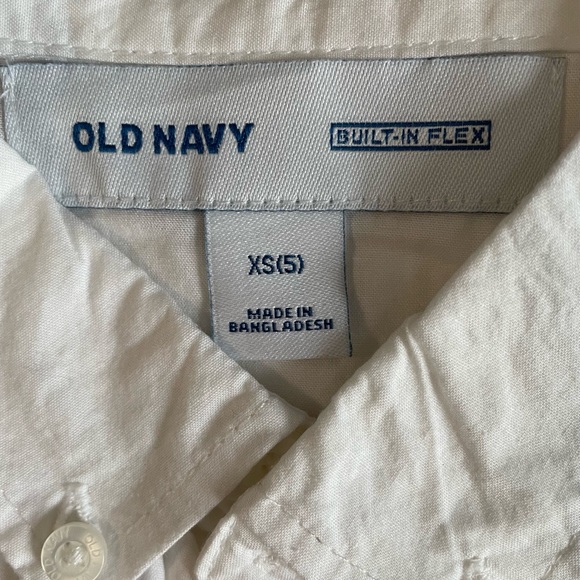 OLD NAVY BUILT-IN FLEX
XS(5)
MADE IN
BANGLADESH